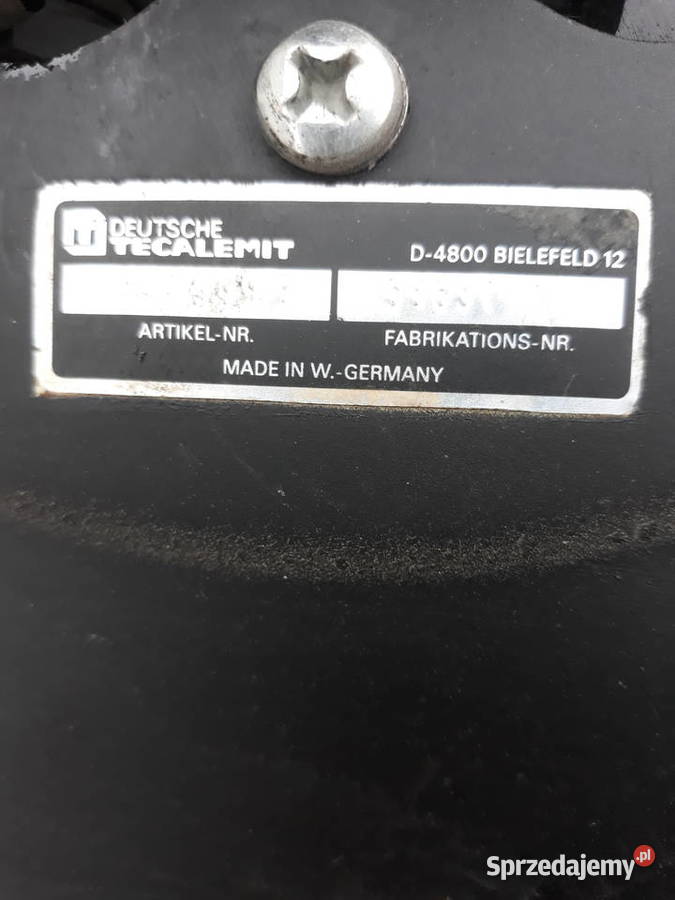 DEUTSCHE
TECALEMIT
D-4800 BIELEFELD 12
ARTIKEL-NR.
FABRIKATIONS-NR.
MADE IN W.-GERMANY
Sprzedajemy.pl